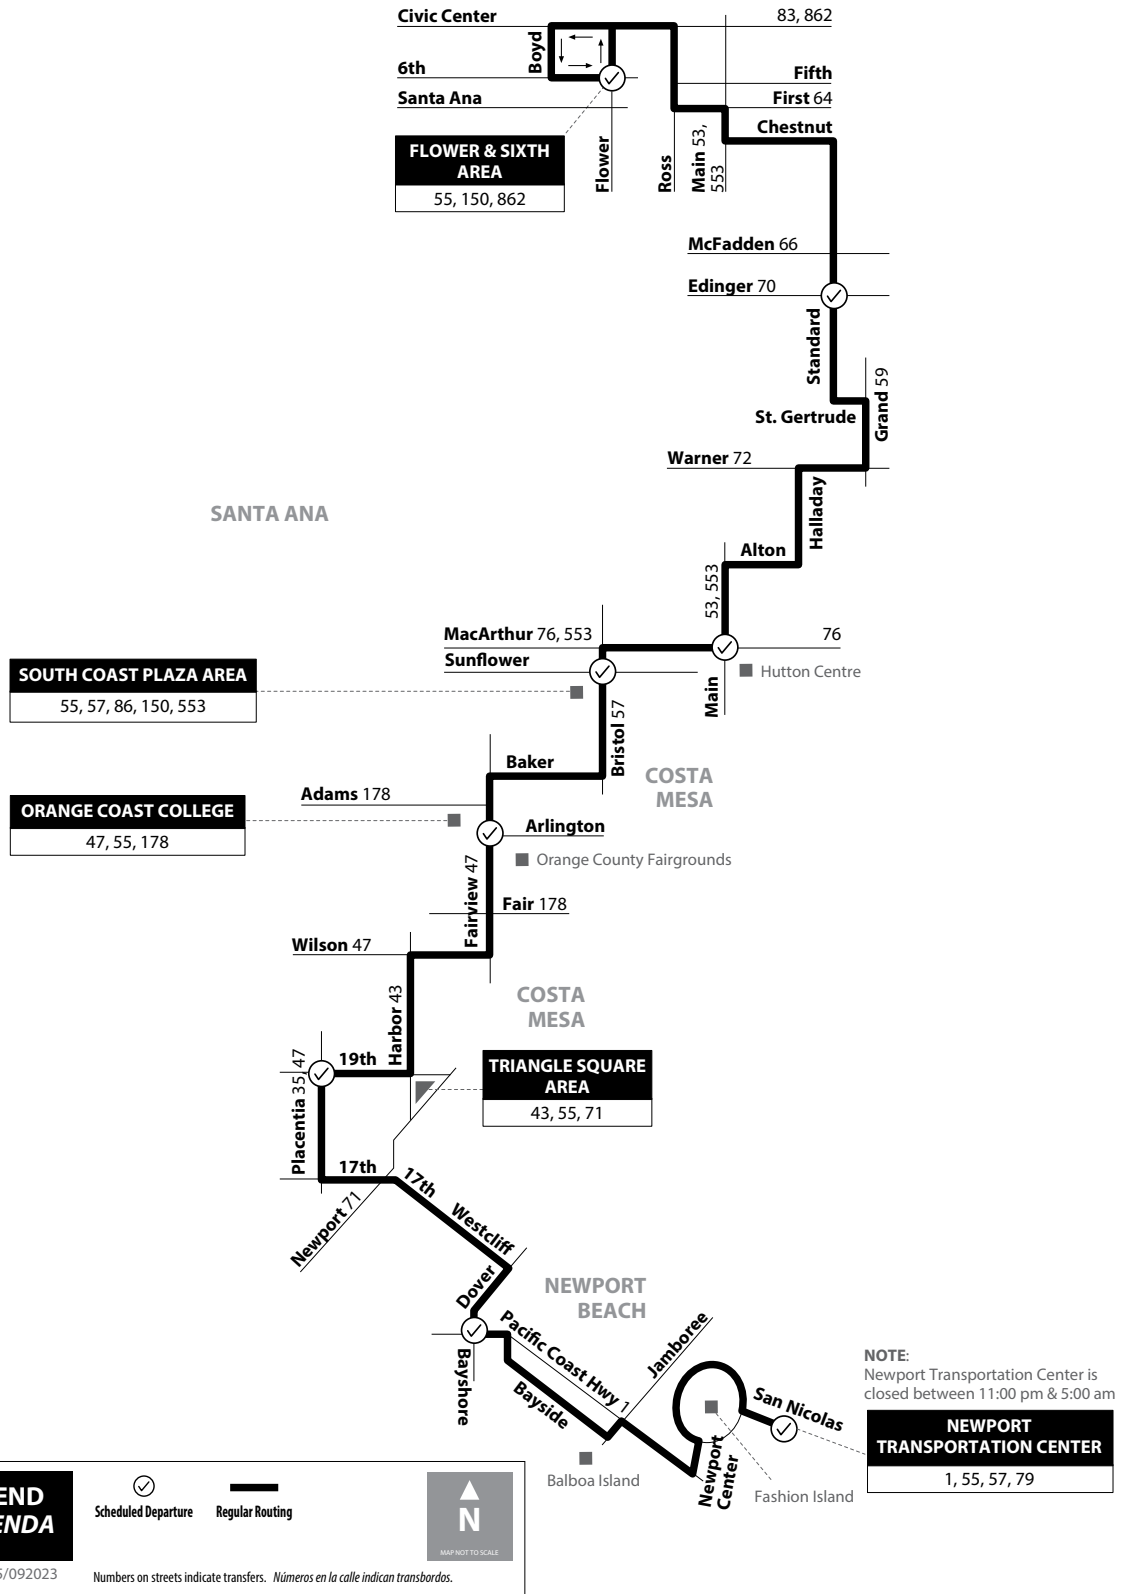 Civic Center
83, 862
Boyd
6th
Fifth
Santa Ana
First 64
Chestnut
FLOWER & SIXTH
AREA
55, 150, 862
Flower
Ross
Main 53,
553
McFadden 66
Edinger 70
Standard
Grand 59
St. Gertrude
Warner 72
Halladay
SANTA ANA
Alton
53, 553
MacArthur 76, 553
76
Sunflower
Hutton Centre
SOUTH COAST PLAZA AREA
55, 57, 86, 150, 553
Main
Bristol 57
Baker
COSTA
MESA
Adams 178
ORANGE COAST COLLEGE
47, 55, 178
Arlington
Orange County Fairgrounds
Fairview 47
Fair 178
Wilson 47
Harbor 43
COSTA
MESA
19th
Placentia 35, 47
TRIANGLE SQUARE
AREA
43, 55, 71
17th
17th
Westcliff
Newport 71
Dover
NEWPORT
BEACH
Pacific Coast Hwy 1
Jamboree
Bayshore
Bayside
NOTE:
Newport Transportation Center is
closed between 11:00 pm & 5:00 am
San Nicolas
NEWPORT
TRANSPORTATION CENTER
1, 55, 57, 79
Newport
Center
Balboa Island
Fashion Island
END
ENDA
Scheduled Departure
Regular Routing
N
MAP NOT TO SCALE
/092023
Numbers on streets indicate transfers. Números en la calle indican transbordos.